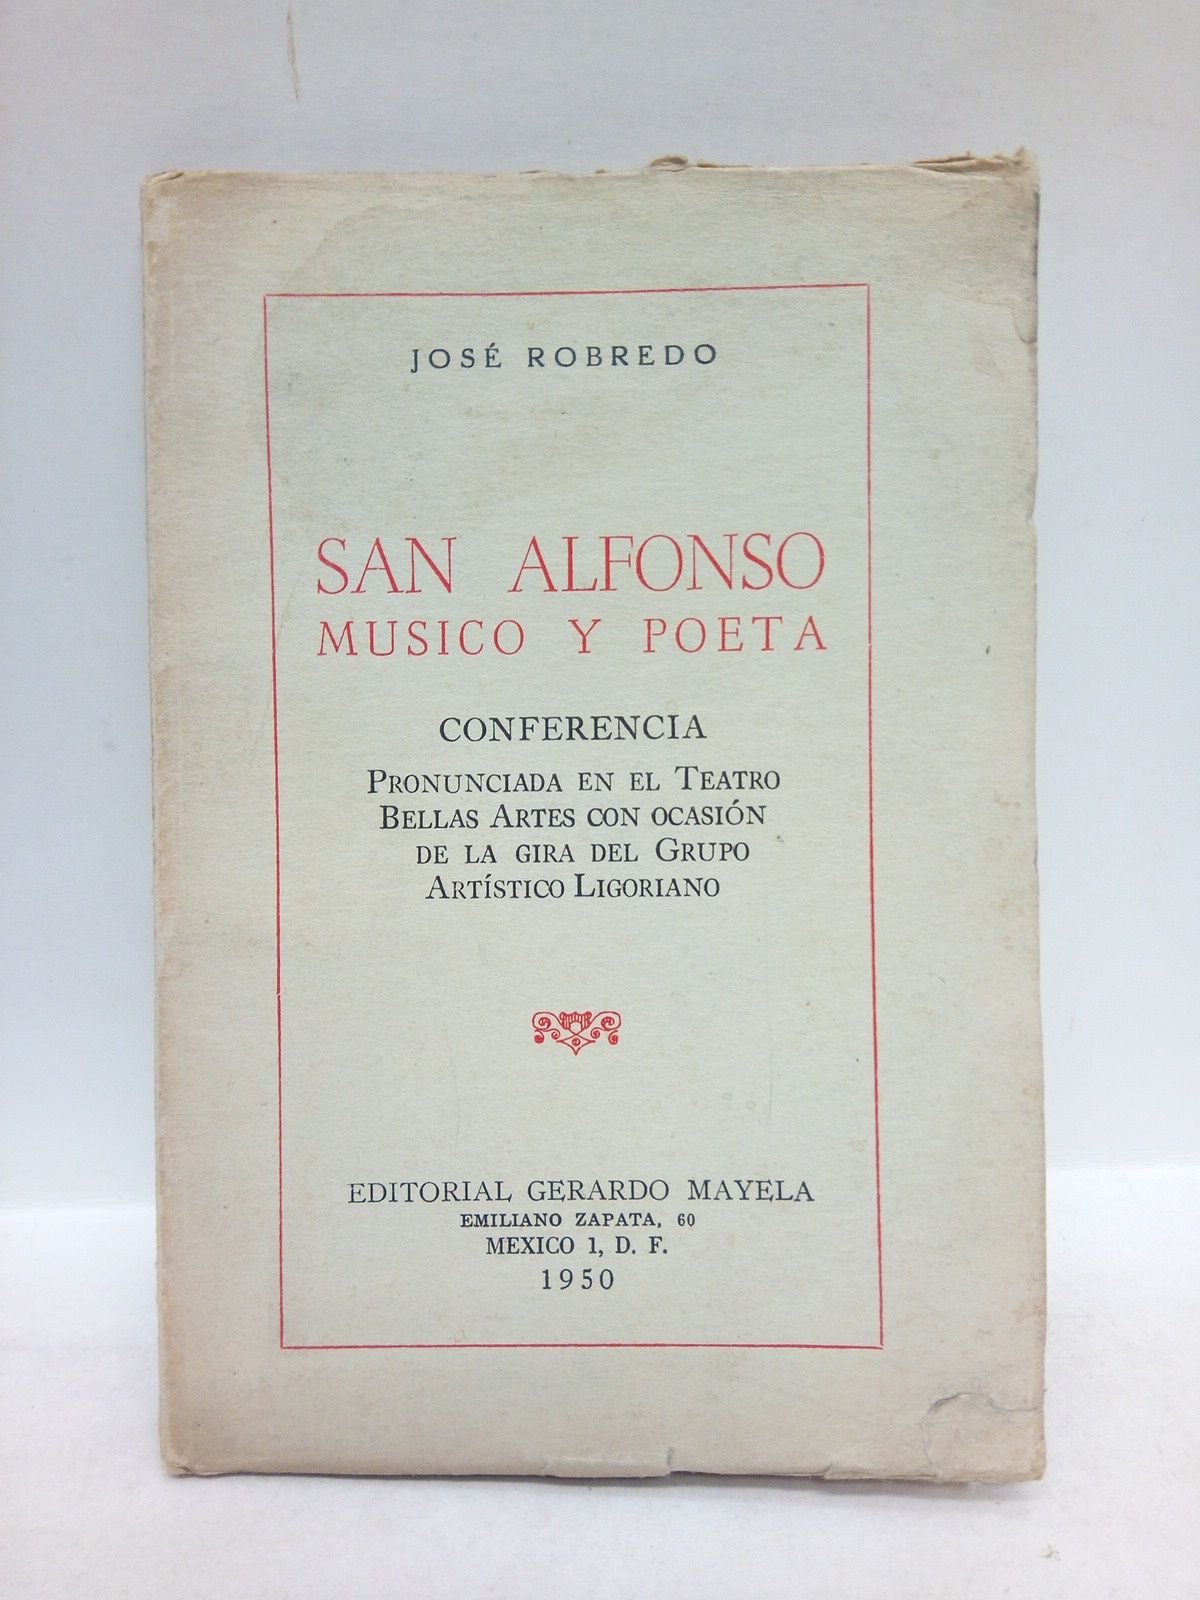 JOSÉ ROBREDO
SAN ALFONSO
MUSICO Y POETA
CONFERENCIA
PRONUNCIADA EN EL TEATRO
BELLAS ARTES CON OCASIÓN
DE LA GIRA DEL GRUPO
ARTÍSTICO LIGORIANO
EDITORIAL GERARDO MAYELA
EMILIANO ZAPATA, 60
MEXICO 1, D. F.
1950